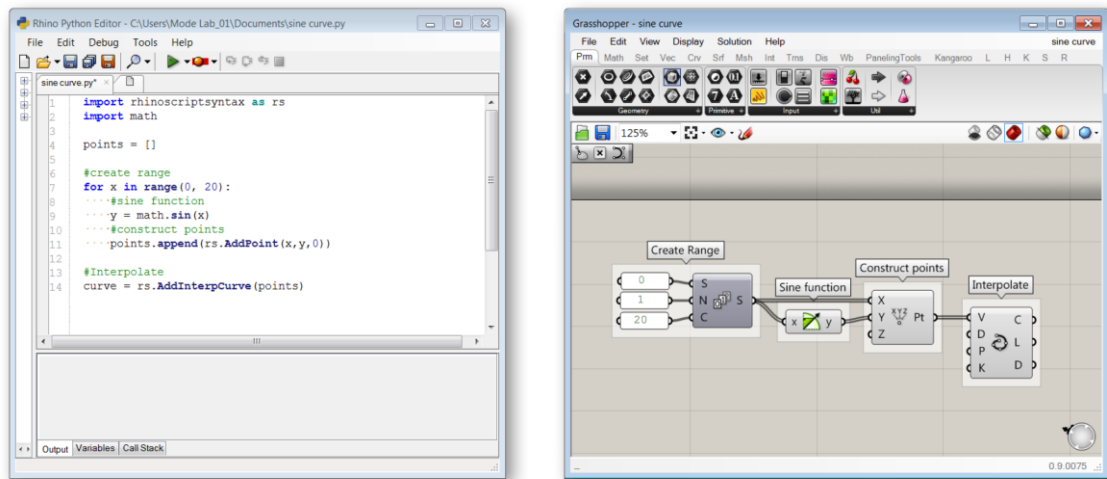 Rhino Python Editor - C:\Users\Mode Lab_01\Documents\sine curve.py
File Edit Debug Tools Help
sine curve.py*
1 import rhinoscriptsyntax as rs
2 import math
3
4 points = []
5
6 #create range
7 for x in range(0, 20):
8 ····#sine function
9 ····y = math.sin(x)
10 ····#construct points
11 ····points.append(rs.AddPoint(x,y,0))
12
13 #Interpolate
14 curve = rs.AddInterpCurve(points)
Output Variables Call Stack
Grasshopper - sine curve
File Edit View Display Solution Help sine curve
Prm Math Set Vec Crv Srf Msh Int Trns Dis Wb PanelingTools Kangaroo L H K S R
Geometry Primitive Input Util
125%
Create Range
0 S
1 N S
20 C
Sine function
x y
Construct points
X
Y XYZ Pt
Z
Interpolate
V C
D L
P
K D
0.9.0075